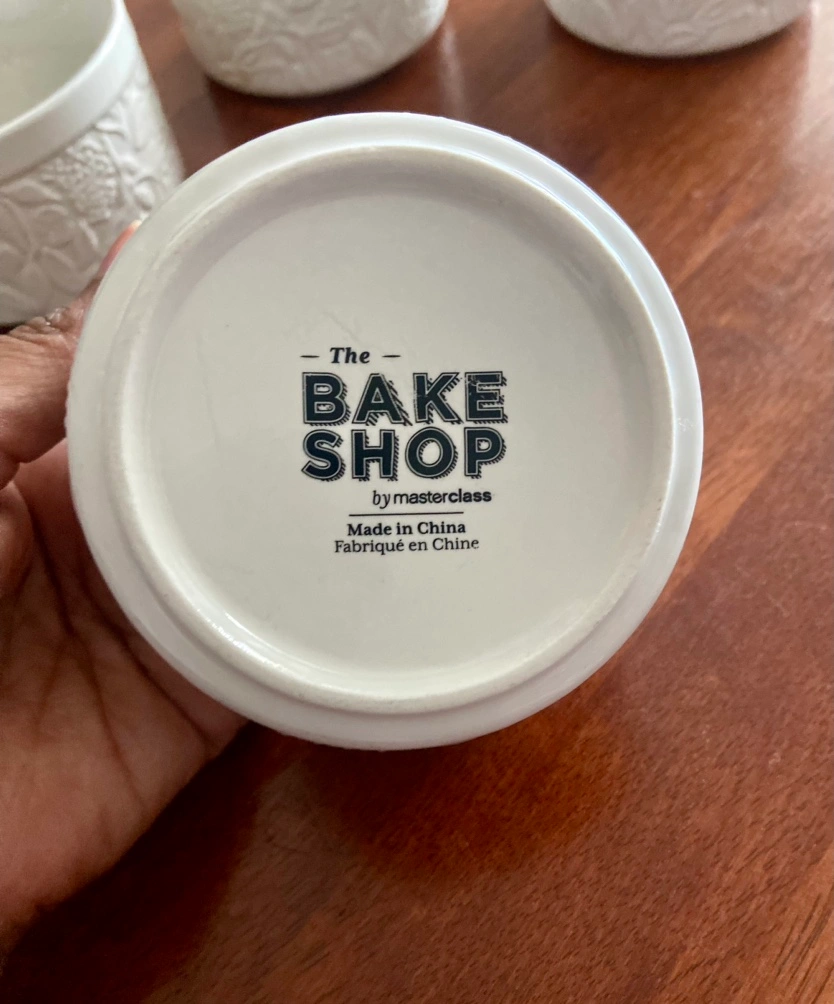 The
BAKE
SHOP
by masterclass
Made in China
Fabriqué en Chine